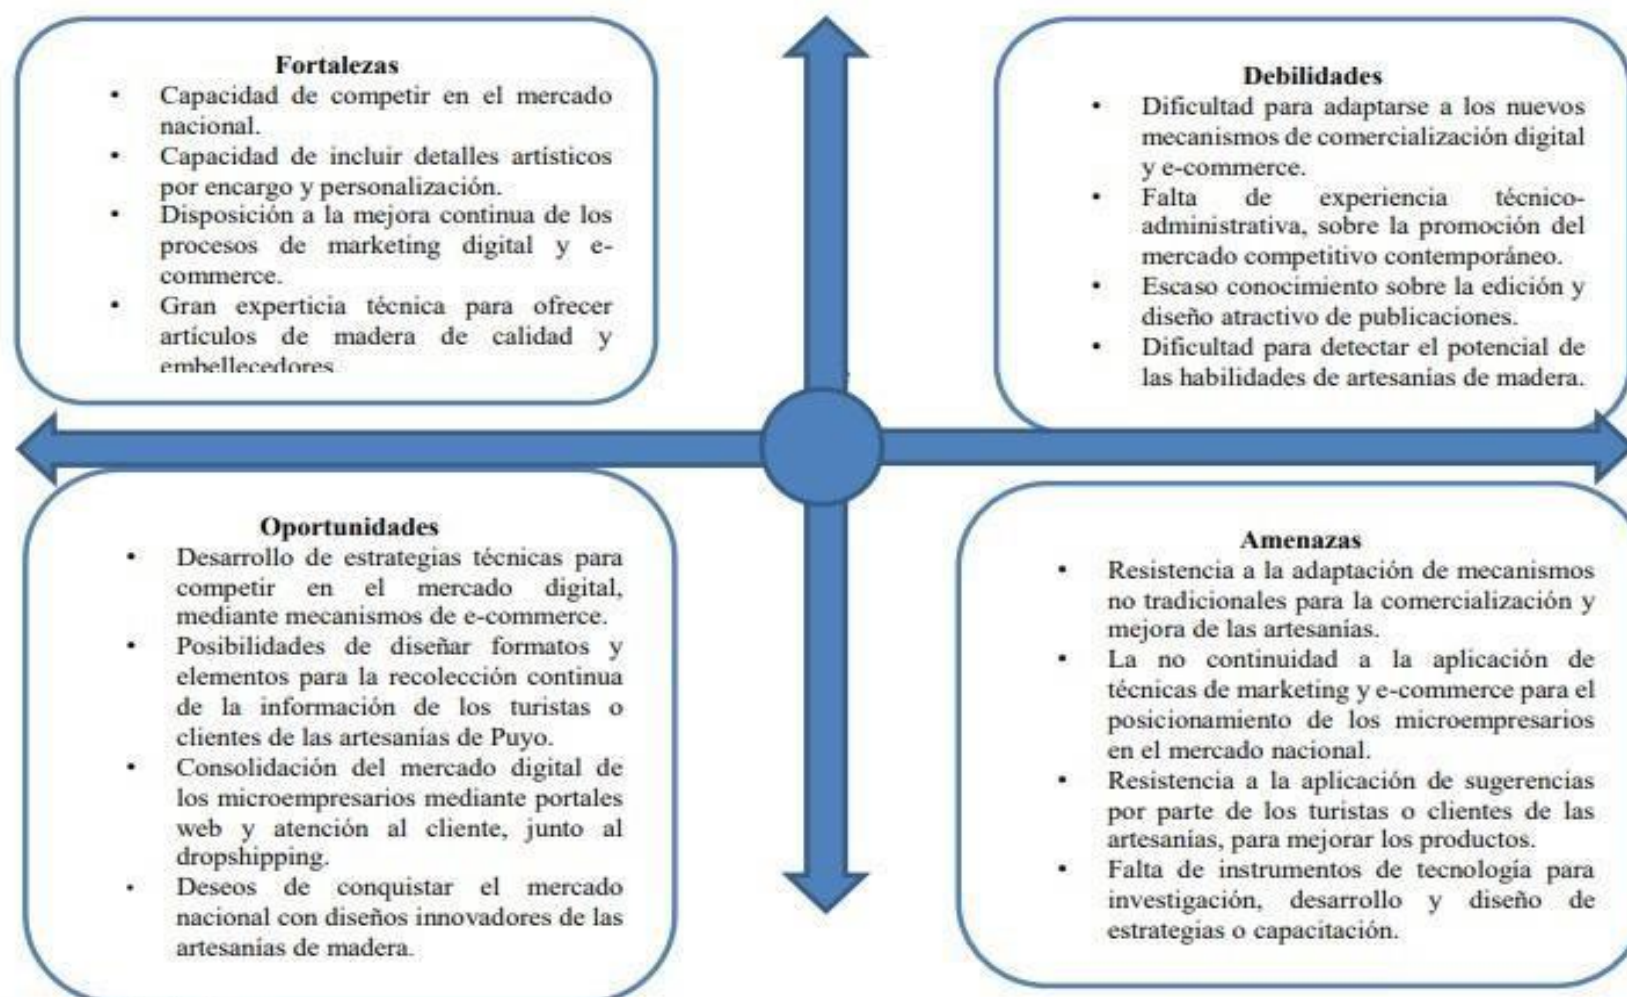 Fortalezas
• Capacidad de competir en el mercado
nacional.
• Capacidad de incluir detalles artísticos
por encargo y personalización.
• Disposición a la mejora continua de los
procesos de marketing digital y e-
commerce.
• Gran experticia técnica para ofrecer
artículos de madera de calidad y
embellecedores.
Debilidades
• Dificultad para adaptarse a los nuevos
mecanismos de comercialización digital
y e-commerce.
• Falta de experiencia técnico-
administrativa, sobre la promoción del
mercado competitivo contemporáneo.
• Escaso conocimiento sobre la edición y
diseño atractivo de publicaciones.
• Dificultad para detectar el potencial de
las habilidades de artesanías de madera.
Oportunidades
• Desarrollo de estrategias técnicas para
competir en el mercado digital,
mediante mecanismos de e-commerce.
• Posibilidades de diseñar formatos y
elementos para la recolección continua
de la información de los turistas o
clientes de las artesanías de Puyo.
• Consolidación del mercado digital de
los microempresarios mediante portales
web y atención al cliente, junto al
dropshipping.
• Deseos de conquistar el mercado
nacional con diseños innovadores de las
artesanías de madera.
Amenazas
• Resistencia a la adaptación de mecanismos
no tradicionales para la comercialización y
mejora de las artesanías.
• La no continuidad a la aplicación de
técnicas de marketing y e-commerce para el
posicionamiento de los microempresarios
en el mercado nacional.
• Resistencia a la aplicación de sugerencias
por parte de los turistas o clientes de las
artesanías, para mejorar los productos.
• Falta de instrumentos de tecnología para
investigación, desarrollo y diseño de
estrategias o capacitación.